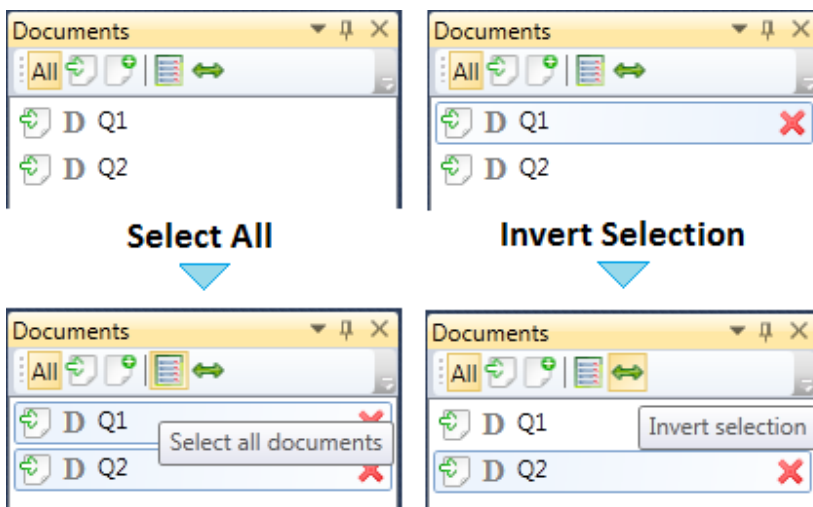 Documents
All
D Q1
D Q2
Select All
Documents
All
D Q1
D Q2
Select all documents
Documents
All
D Q1
D Q2
Invert Selection
Documents
All
D Q1
D Q2
Invert selection